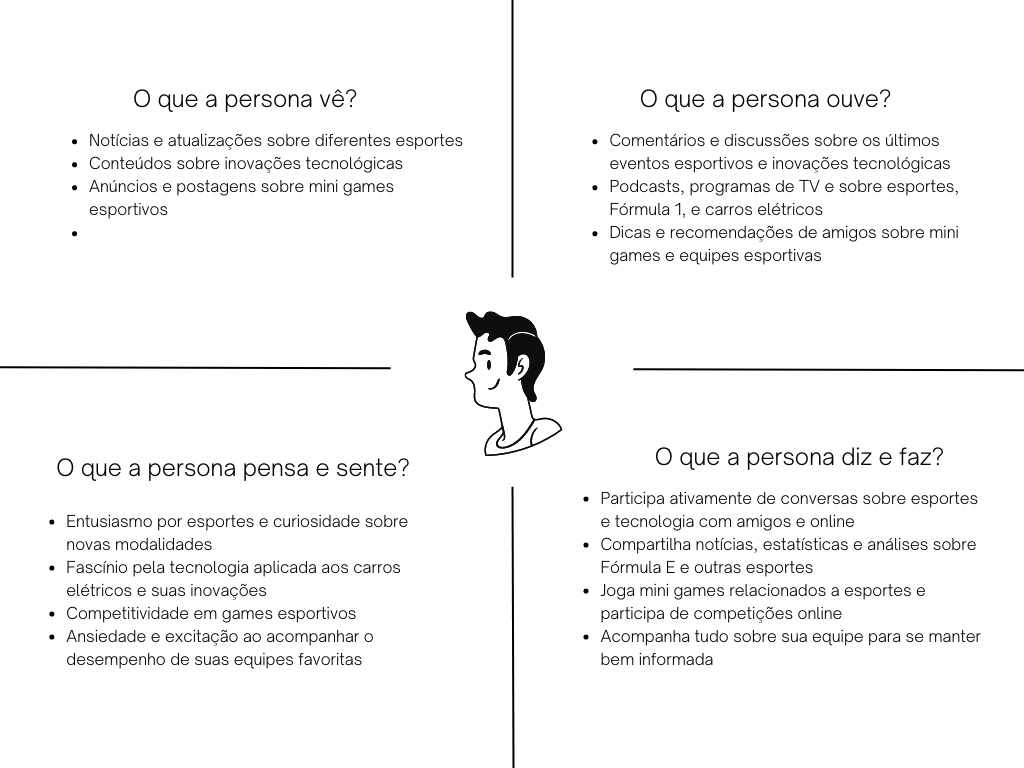 O que a persona vê?
• Notícias e atualizações sobre diferentes esportes
• Conteúdos sobre inovações tecnológicas
• Anúncios e postagens sobre mini games
esportivos
•
O que a persona ouve?
• Comentários e discussões sobre os últimos
eventos esportivos e inovações tecnológicas
• Podcasts, programas de TV e sobre esportes,
Fórmula 1, e carros elétricos
• Dicas e recomendações de amigos sobre mini
games e equipes esportivas
O que a persona pensa e sente?
• Entusiasmo por esportes e curiosidade sobre
novas modalidades
• Fascínio pela tecnologia aplicada aos carros
elétricos e suas inovações
• Competitividade em games esportivos
• Ansiedade e excitação ao acompanhar o
desempenho de suas equipes favoritas
O que a persona diz e faz?
• Participa ativamente de conversas sobre esportes
e tecnologia com amigos e online
• Compartilha notícias, estatísticas e análises sobre
Fórmula E e outras esportes
• Joga mini games relacionados a esportes e
participa de competições online
• Acompanha tudo sobre sua equipe para se manter
bem informada